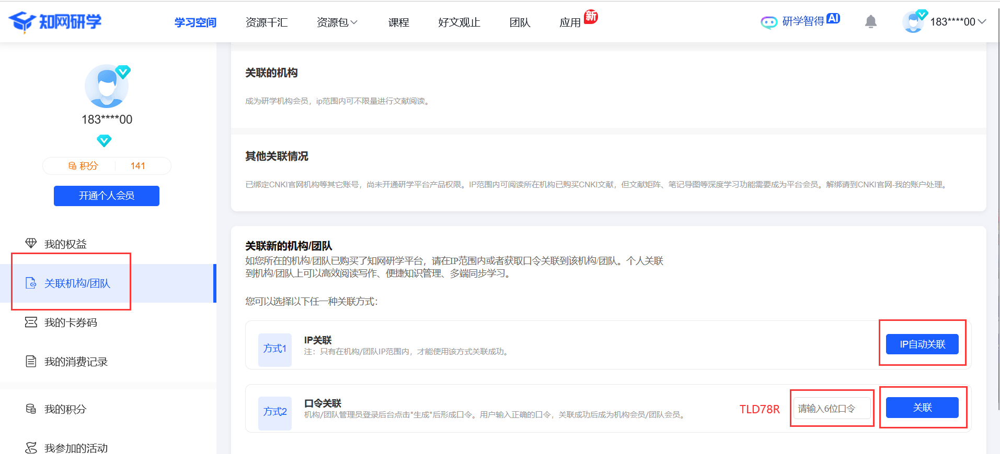 知网研学
学习空间
资源千汇
资源包
课程
好文观止
团队
应用
新
研学智得
AI
183****00
183****00
积分 141
开通个人会员
我的权益
关联机构/团队
我的卡券码
我的消费记录
我的积分
我参加的活动
关联的机构
成为研学机构会员，ip范围内可不限量进行文献阅读。
其他关联情况
已绑定CNKI官网机构等其它账号，尚未开通研学平台产品权限。IP范围内可阅读所在机构已购买CNKI文献，但文献矩阵、笔记导图等深度学习功能需要成为平台会员。解绑请到CNKI官网-我的账户处理。
关联新的机构/团队
如您所在的机构/团队已购买了知网研学平台，请在IP范围内或者获取口令关联到该机构/团队。个人关联
到机构/团队上可以高效阅读写作、便捷知识管理、多端同步学习。
您可以选择以下任一种关联方式：
方式1
IP关联
注：只有在机构/团队IP范围内，才能使用该方式关联成功。
IP自动关联
方式2
口令关联
机构/团队管理员登录后台点击"生成"后形成口令。用户输入正确的口令，关联成功后成为机构会员/团队会员。
TLD78R
请输入6位口令
关联